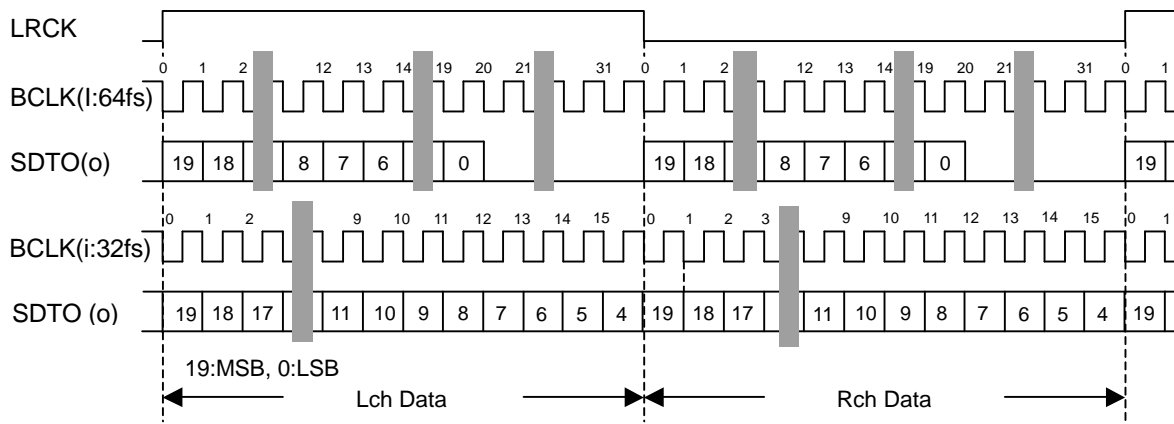 LRCK
0 1 2 12 13 14 19 20 21 31 0 1 2 12 13 14 19 20 21 31 0 1
BCLK(I:64fs)
SDTO(o) 19 18 8 7 6 0 19 18 8 7 6 0 19
0 1 2 9 10 11 12 13 14 15 0 1 2 3 9 10 11 12 13 14 15 0 1
BCLK(i:32fs)
SDTO (o) 19 18 17 11 10 9 8 7 6 5 4 19 18 17 11 10 9 8 7 6 5 4 19
19:MSB, 0:LSB
Lch Data Rch Data